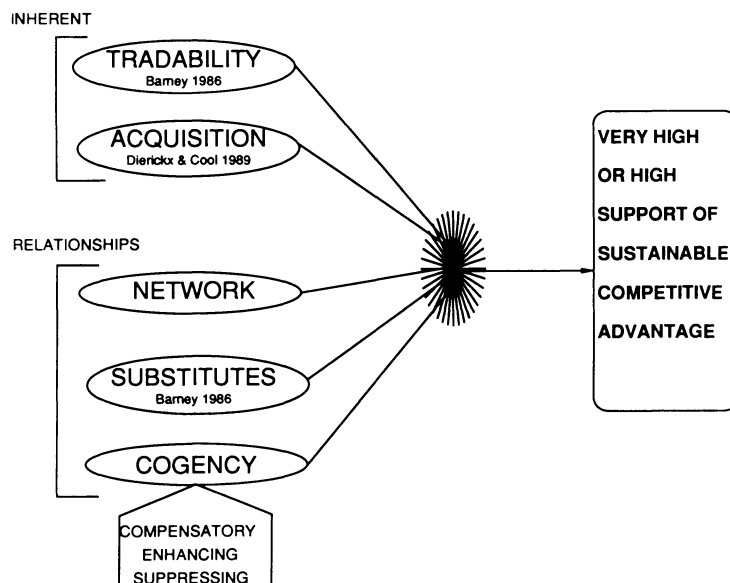 INHERENT
TRADABILITY
Barney 1986
ACQUISITION
Dierickx & Cool 1989
RELATIONSHIPS
NETWORK
SUBSTITUTES
Barney 1986
COGENCY
COMPENSATORY
ENHANCING
SUPPRESSING
VERY HIGH
OR HIGH
SUPPORT OF
SUSTAINABLE
COMPETITIVE
ADVANTAGE